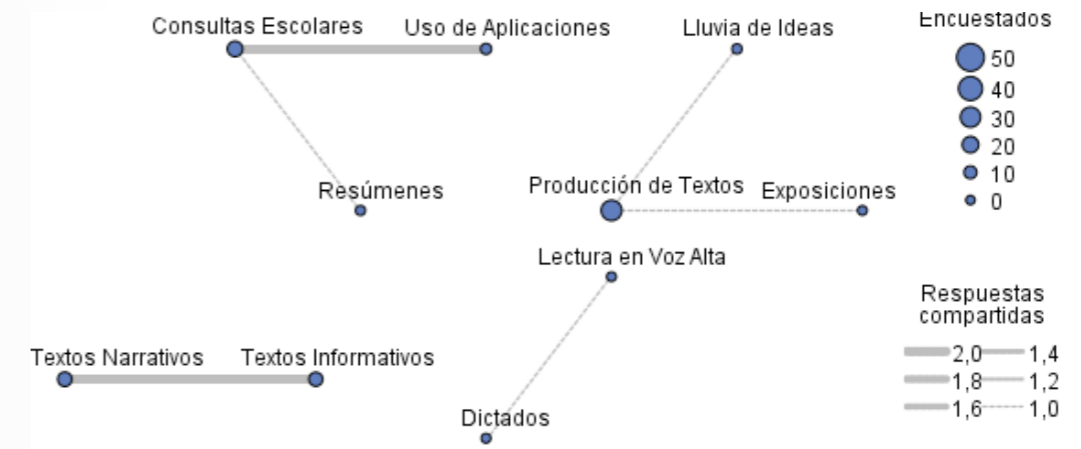 Consultas Escolares
Uso de Aplicaciones
Lluvia de Ideas
Resúmenes
Producción de Textos
Exposiciones
Lectura en Voz Alta
Textos Narrativos
Textos Informativos
Dictados
Encuestados
50
40
30
20
10
0
Respuestas
compartidas
2,0 1,4
1,8 1,2
1,6 1,0